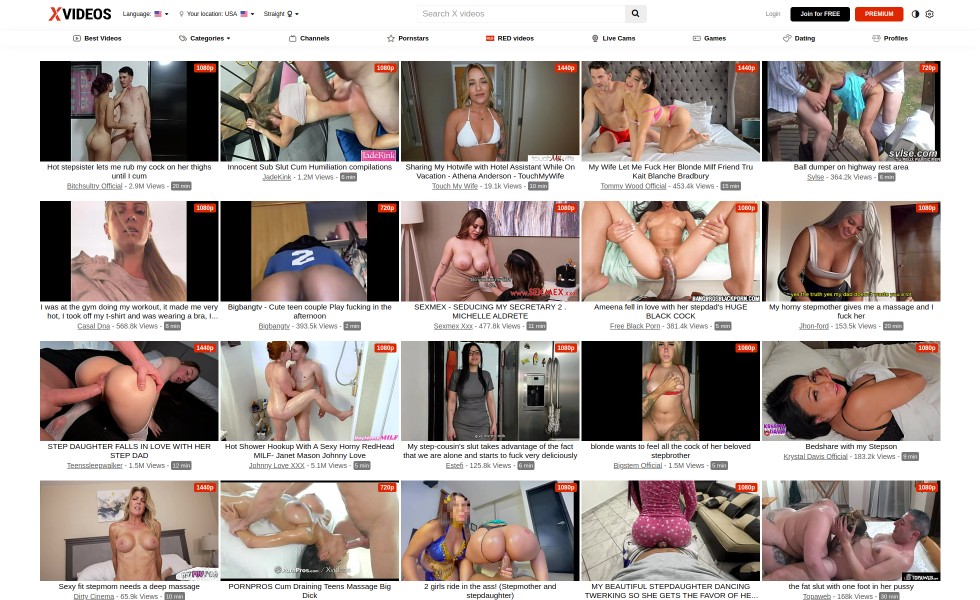 XVIDEOS
Language:
Your location: USA
Straight
Search X videos
Login
Join for FREE
PREMIUM
Best Videos
Categories
Channels
Pornstars
RED videos
Live Cams
Games
Dating
Profiles
1080p
1080p
JadeKink
1440p
1440p
720p
sylse.com
Hot stepsister lets me rub my cock on her thighs
until I cum
Bitchsultry Official - 2.9M Views - 20 min
Innocent Sub Slut Cum Humiliation compilations
JadeKink - 1.2M Views - 6 min
Sharing My Hotwife with Hotel Assistant While On
Vacation - Athena Anderson - TouchMyWife
Touch My Wife - 19.1k Views - 10 min
My Wife Let Me Fuck Her Blonde Milf Friend Tru
Kait Blanche Bradbury
Tommy Wood Official - 453.4k Views - 15 min
Ball dumper on highway rest area
Sylse - 364.2k Views - 6 min
1080p
720p
2
1080p
1080p
1080p
I was at the gym doing my workout, it made me very
hot, I took off my t-shirt and was wearing a bra, I...
Casal Dna - 568.8k Views - 8 min
Bigbangtv - Cute teen couple Play fucking in the
afternoon
Bigbangtv - 393.5k Views - 2 min
SEXMEX - SEDUCING MY SECRETARY 2 .
MICHELLE ALDRETE
Sexmex Xxx - 477.8k Views - 11 min
Ameena fell in love with her stepdad's HUGE
BLACK COCK
Free Black Porn - 381.4k Views - 5 min
My horny stepmother gives me a massage and I
fuck her
Jhon-ford - 153.5k Views - 20 min
1440p
1080p
1080p
1080p
1080p
STEP DAUGHTER FALLS IN LOVE WITH HER
STEP DAD
Teenssleepwalker - 1.5M Views - 12 min
Hot Shower Hookup With A Sexy Horny RedHead
MILF- Janet Mason Johnny Love
Johnny Love XXX - 5.1M Views - 5 min
My step-cousin's slut takes advantage of the fact
that we are alone and starts to fuck very deliciously
Este6 - 125.8k Views - 6 min
blonde wants to feel all the cock of her beloved
stepbrother
Bigstem Official - 1.5M Views - 5 min
Bedshare with my Stepson
Krystal Davis Official - 183.2k Views - 9 min
1440p
720p
1080p
1080p
1080p
Sexy fit stepmom needs a deep massage
Dirty Cinema - 65.9k Views - 10 min
PORNPROS Cum Draining Teens Massage Big
Dick
2 girls ride in the ass! (Stepmother and
stepdaughter)
MY BEAUTIFUL STEPDAUGHTER DANCING
TWERKING SO SHE GETS THE FAVOR OF HE...
the fat slut with one foot in her pussy
Topaweb - 168k Views - 30 min